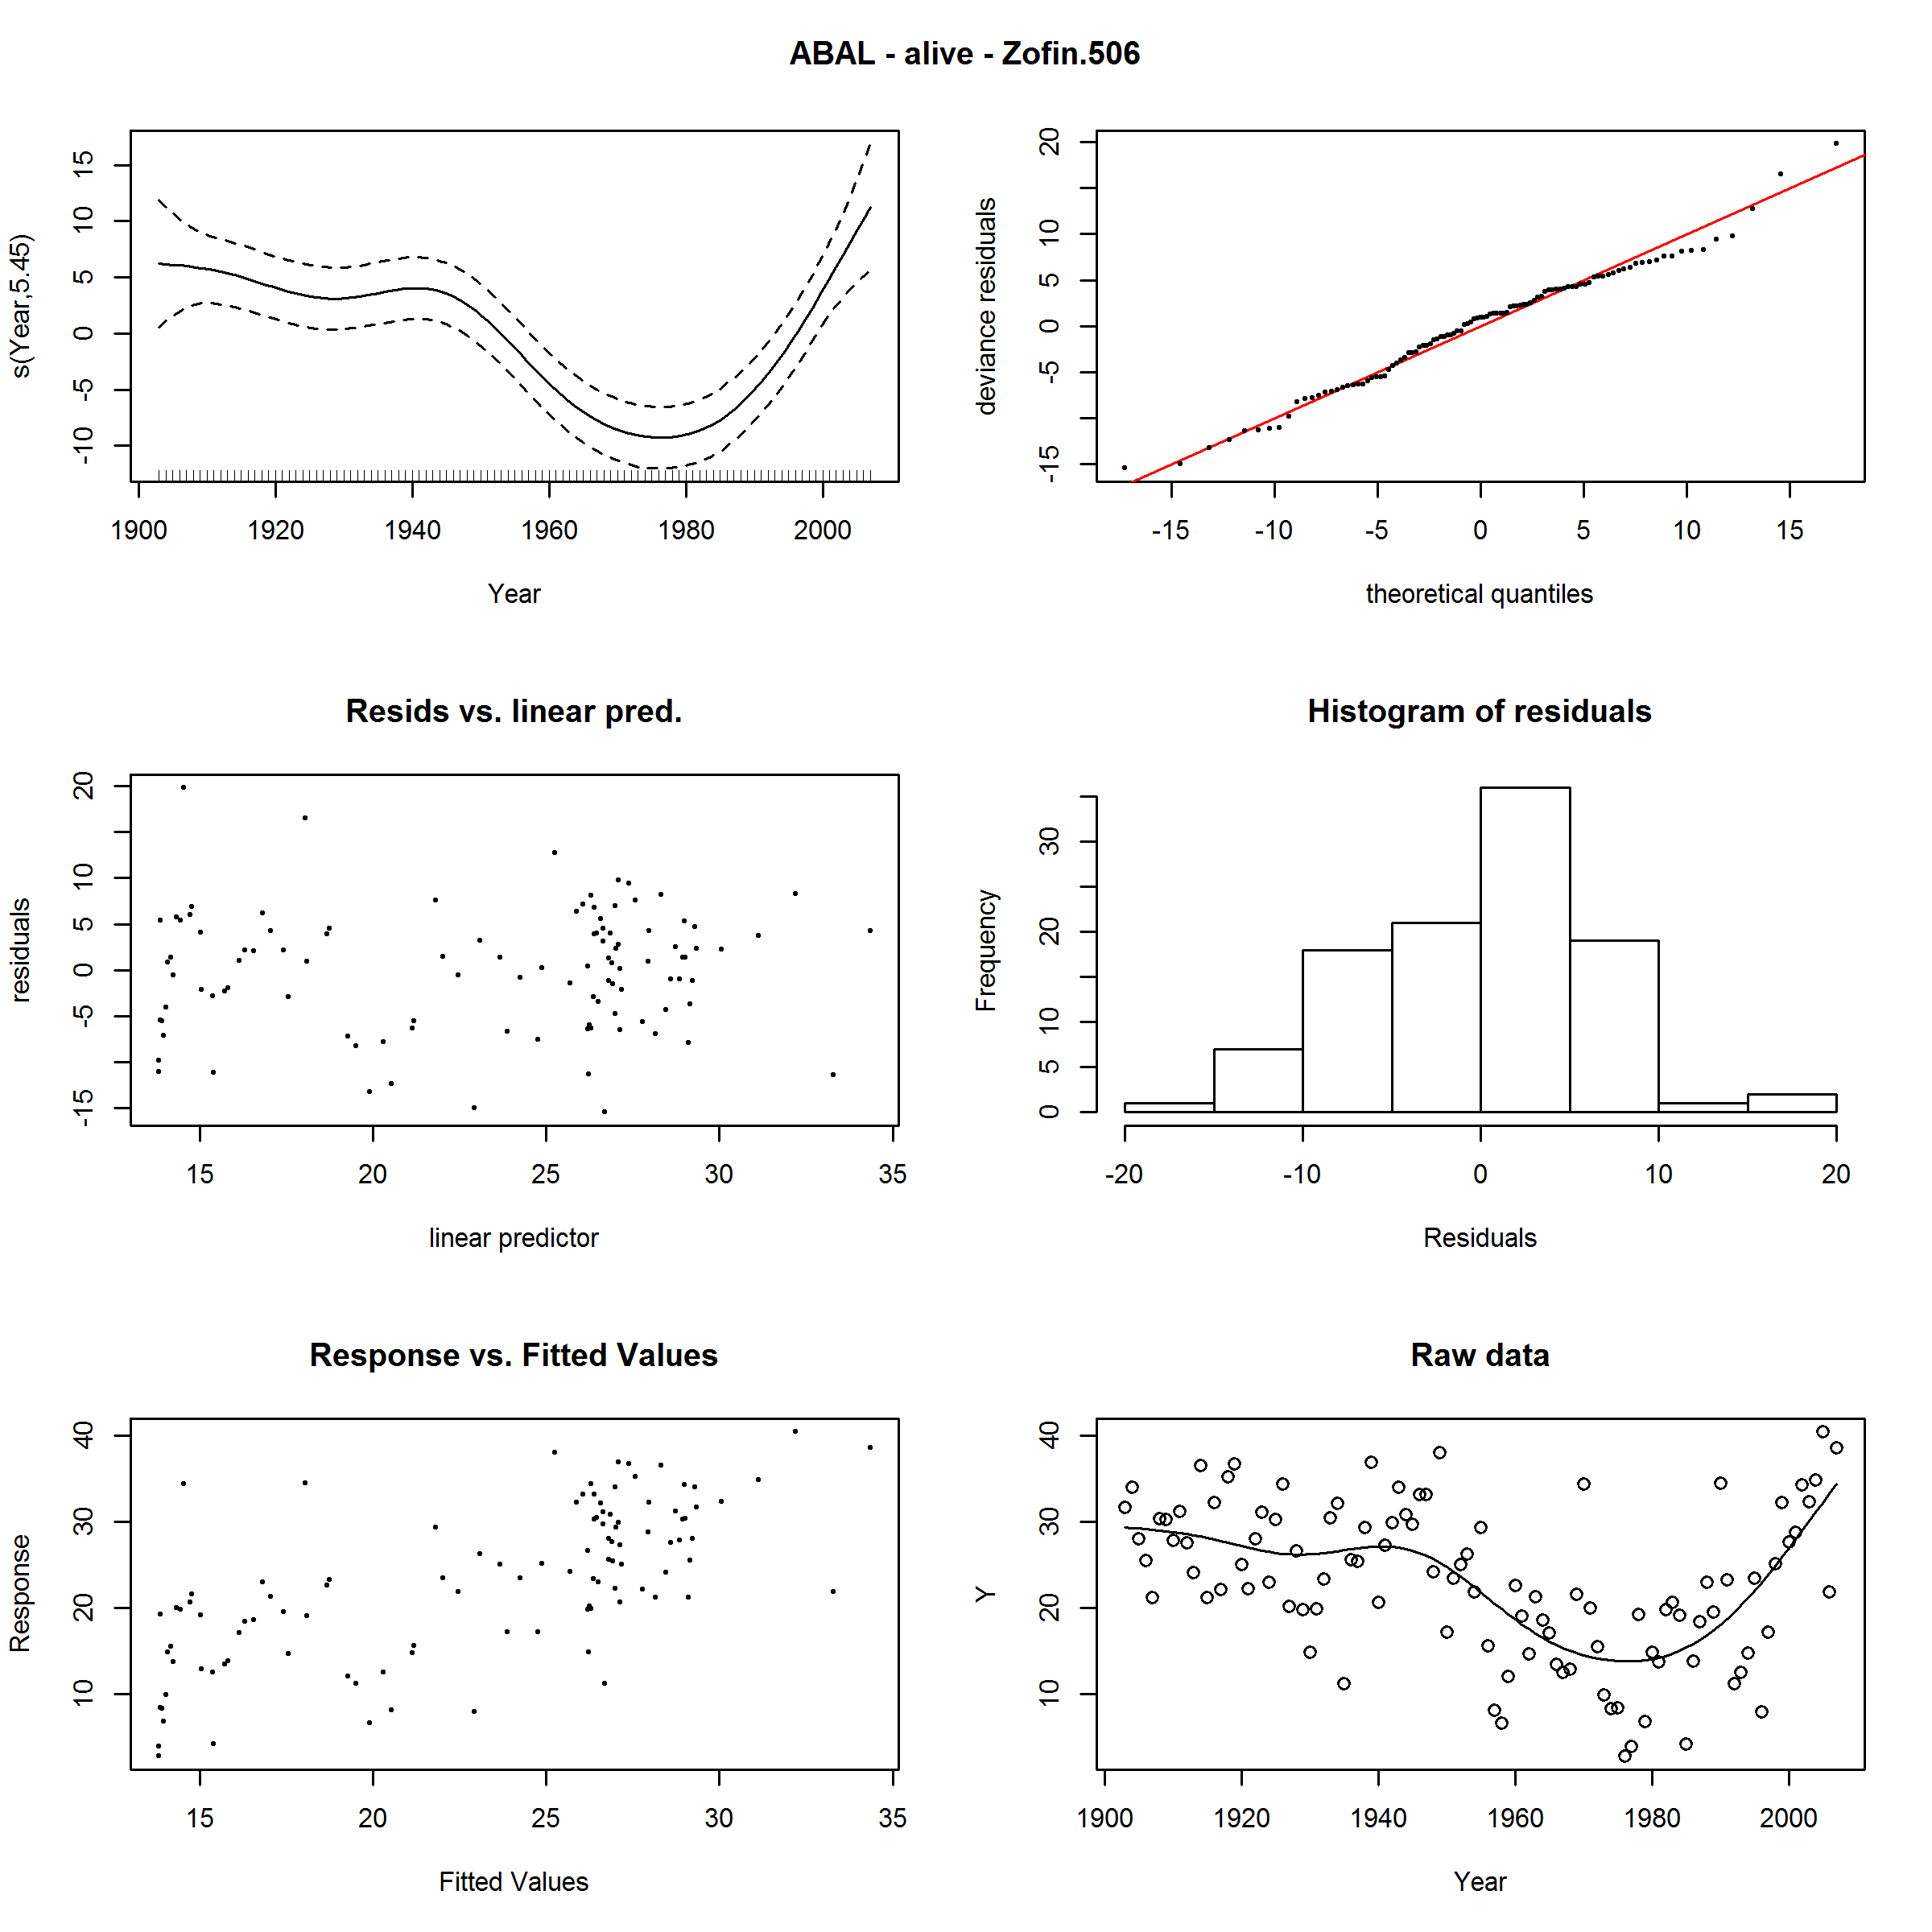 ABAL - alive - Zofin.506
s(Year,5.45)
15
10
5
0
-5
-10
1900 1920 1940 1960 1980 2000
Year
deviance residuals
20
10
5
0
-5
-15
-15 -10 -5 0 5 10 15
theoretical quantiles
Resids vs. linear pred.
residuals
20
10
5
0
-5
-15
15 20 25 30 35
linear predictor
Histogram of residuals
Frequency
30
20
10
5
0
-20 -10 0 10 20
Residuals
Response vs. Fitted Values
Response
40
30
20
10
15 20 25 30 35
Fitted Values
Raw data
Y
40
30
20
10
1900 1920 1940 1960 1980 2000
Year